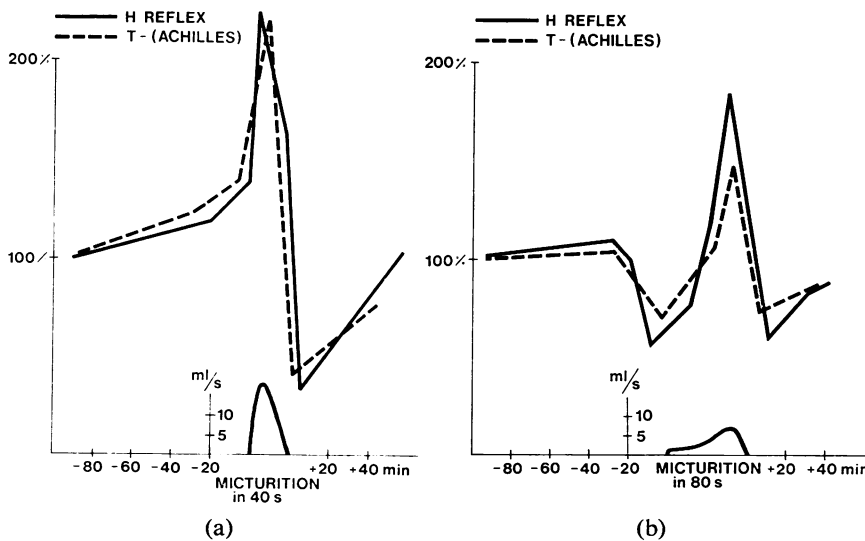 H REFLEX
T - (ACHILLES)
200 %
100 %
ml/s
10
5
-80 -60 -40 -20 +20 +40 min
MICTURITION
in 40 s
(a)
H REFLEX
T - (ACHILLES)
200 %
100 %
ml/s
10
5
-80 -60 -40 -20 +20 +40 min
MICTURITION
in 80 s
(b)